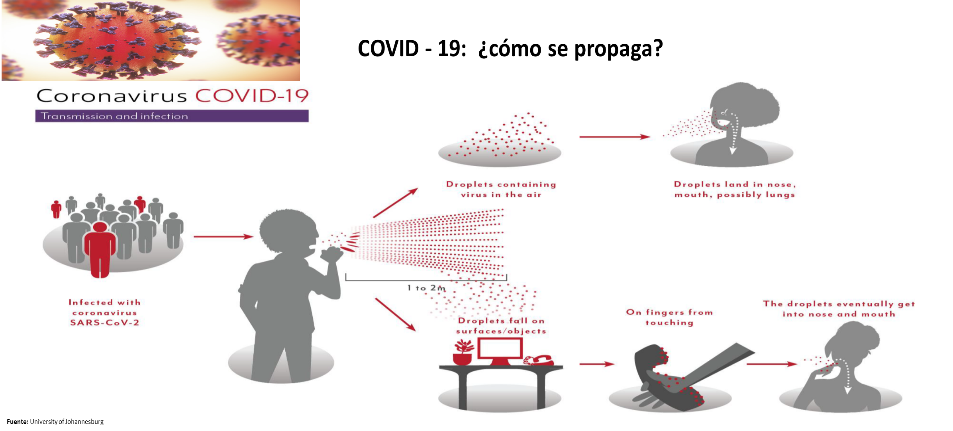 COVID - 19: ¿cómo se propaga?
Coronavirus COVID-19
Transmission and infection
Droplets containing
virus in the air
Droplets land in nose,
mouth, possibly lungs
Infected with
coronavirus
SARS-CoV-2
1 to 2m
Droplets fall on
surfaces/objects
On fingers from
touching
The droplets eventually get
into nose and mouth
Fuente: University of Johannesburg